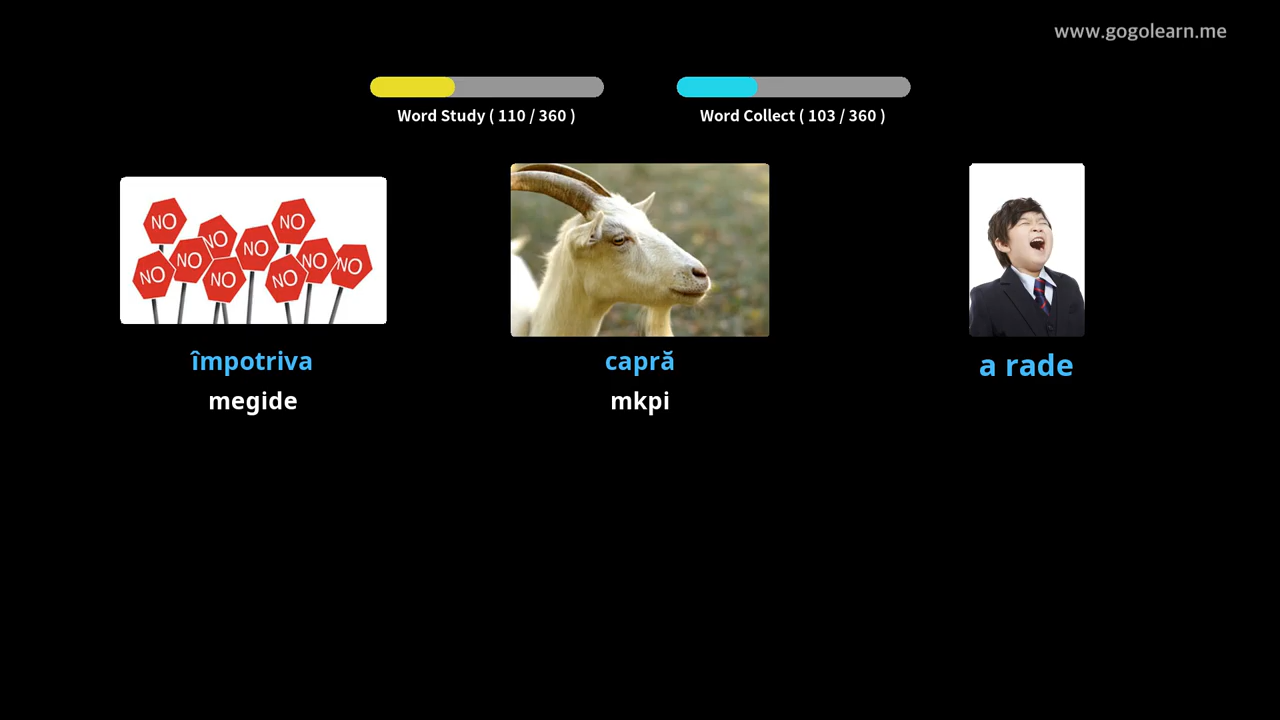 www.gogolearn.me
Word Study ( 110 / 360 )
Word Collect ( 103 / 360 )
NO
NO
NO
NO
NO
NO
NO
NO
NO
împotriva
capră
a rade
megide
mkpi